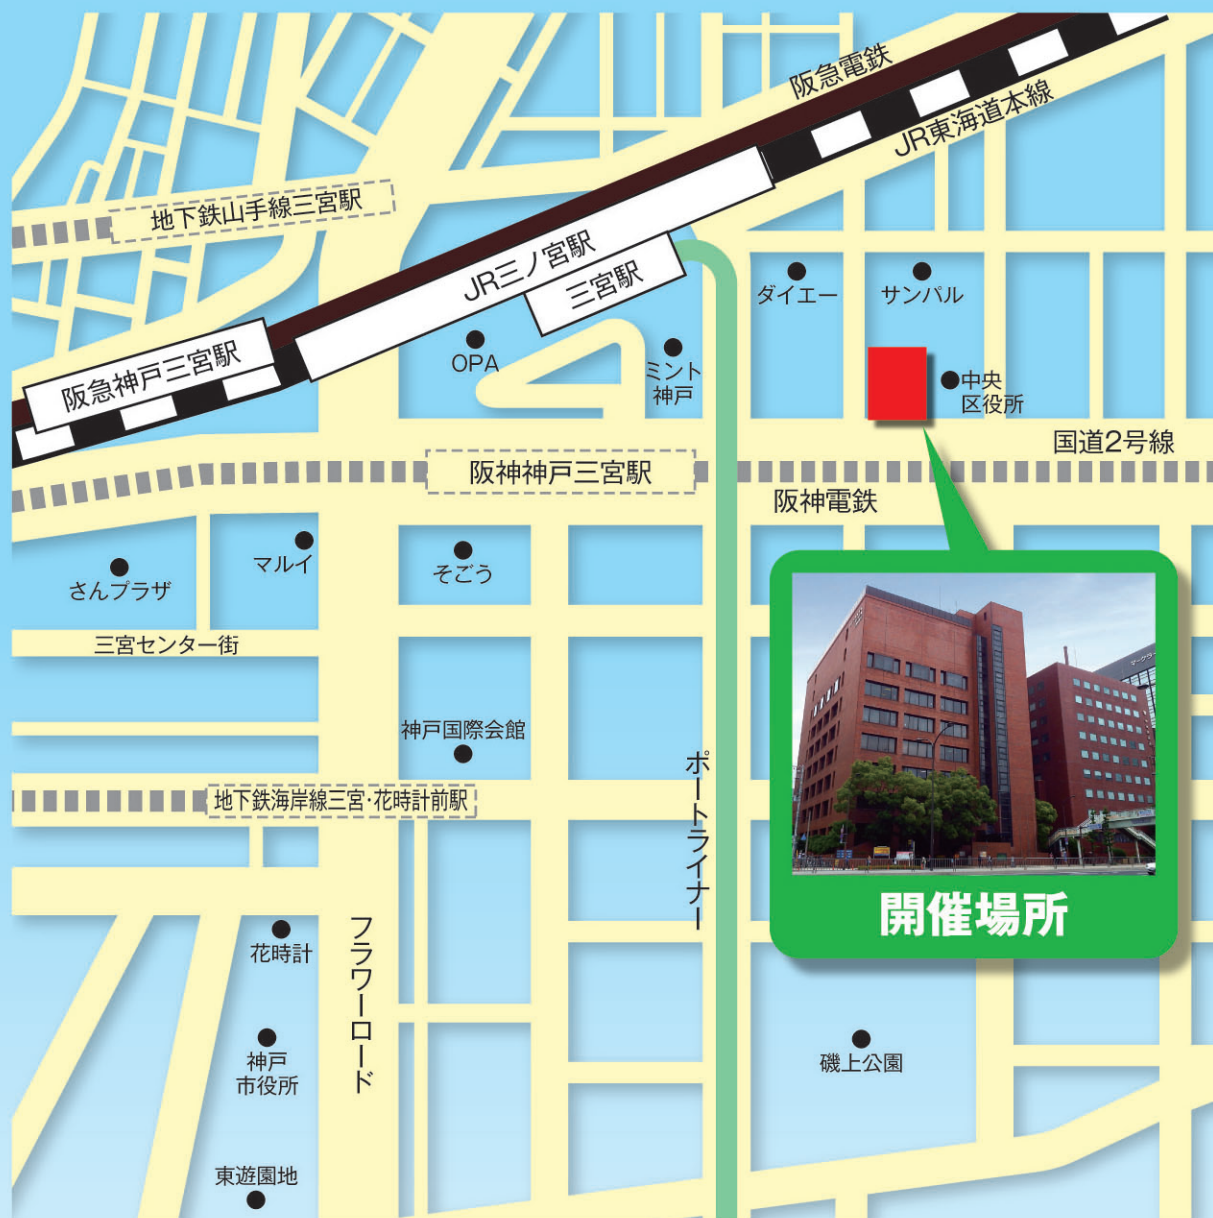 阪急電鉄
JR東海道本線
地下鉄山手線三宮駅
JR三ノ宮駅
三宮駅
ダイエー
サンパル
阪急神戸三宮駅
OPA
ミント
神戸
中央
区役所
国道2号線
阪神神戸三宮駅
阪神電鉄
マルイ
そごう
さんプラザ
三宮センター街
神戸国際会館
ポートライナー
地下鉄海岸線三宮・花時計前駅
開催場所
花時計
フラワーロード
神戸
市役所
磯上公園
東遊園地